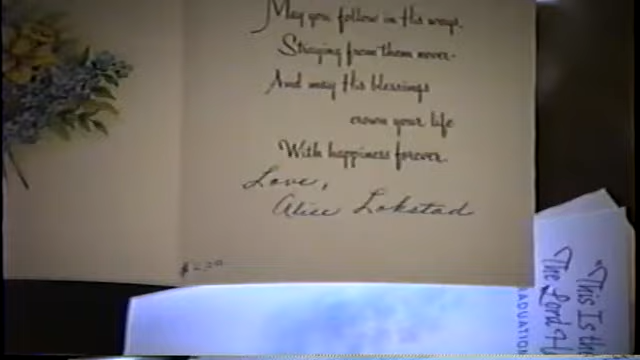 May you follow in His ways,
Straying from them never-
And may His blessings
crown your life
With happiness forever.
Love,
Alice Lokstad
"This Is th
The Lord H
ADUATION